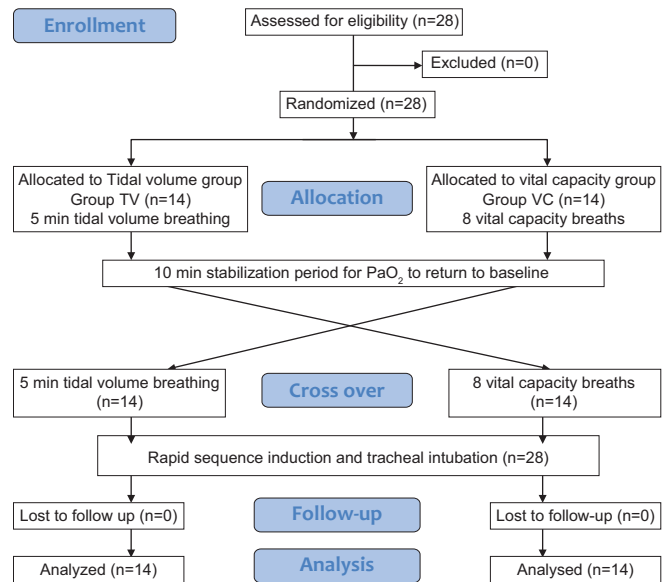 Enrollment
Assessed for eligibility (n=28)
Excluded (n=0)
Randomized (n=28)
Allocated to Tidal volume group
Group TV (n=14)
5 min tidal volume breathing
Allocation
Allocated to vital capacity group
Group VC (n=14)
8 vital capacity breaths
10 min stabilization period for PaO₂ to return to baseline
5 min tidal volume breathing
(n=14)
Cross over
8 vital capacity breaths
(n=14)
Rapid sequence induction and tracheal intubation (n=28)
Lost to follow up (n=0)
Follow-up
Lost to follow-up (n=0)
Analyzed (n=14)
Analysis
Analysed (n=14)